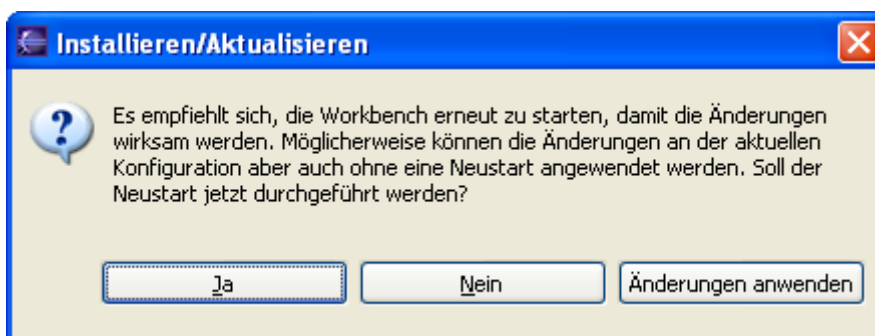 Installieren/Aktualisieren
Es empfiehlt sich, die Workbench erneut zu starten, damit die Änderungen
wirksam werden. Möglicherweise können die Änderungen an der aktuellen
Konfiguration aber auch ohne eine Neustart angewendet werden. Soll der
Neustart jetzt durchgeführt werden?
Ja
Nein
Änderungen anwenden